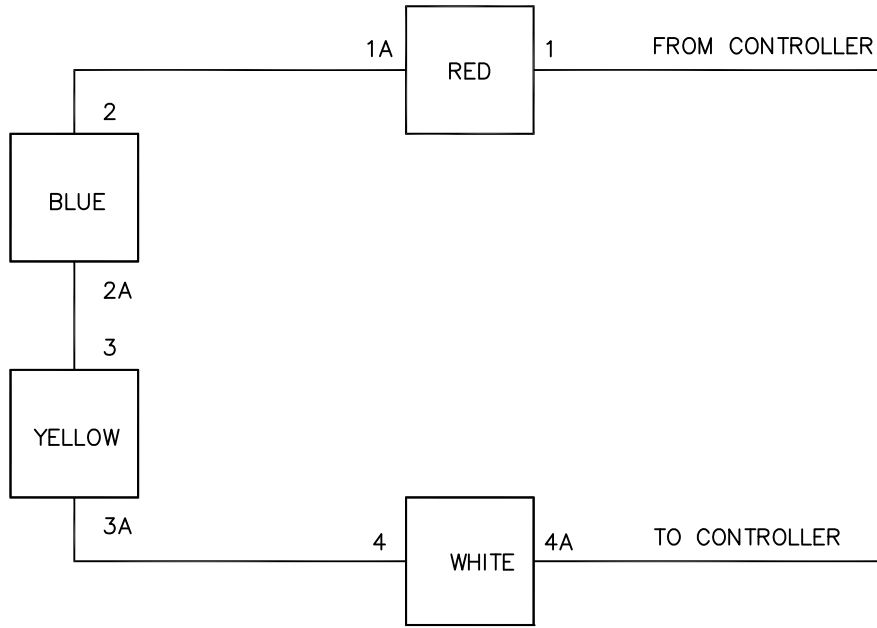 1A
1
FROM CONTROLLER
RED
2
BLUE
2A
3
YELLOW
3A
4
4A
TO CONTROLLER
WHITE